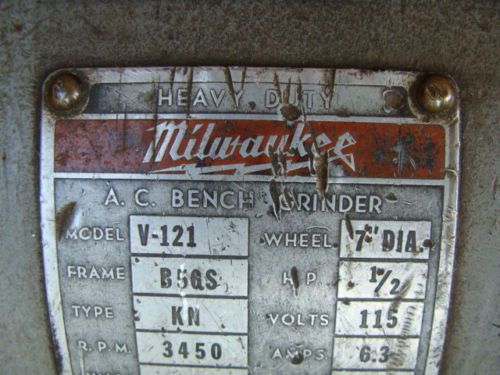 HEAVY DUTY
Milwaukee
A. C. BENCH GRINDER
MODEL V-121 WHEEL 7" DIA.
FRAME B56S H P 1/2
TYPE KN VOLTS 115
R. P. M. 3450 AMPS. 6.3